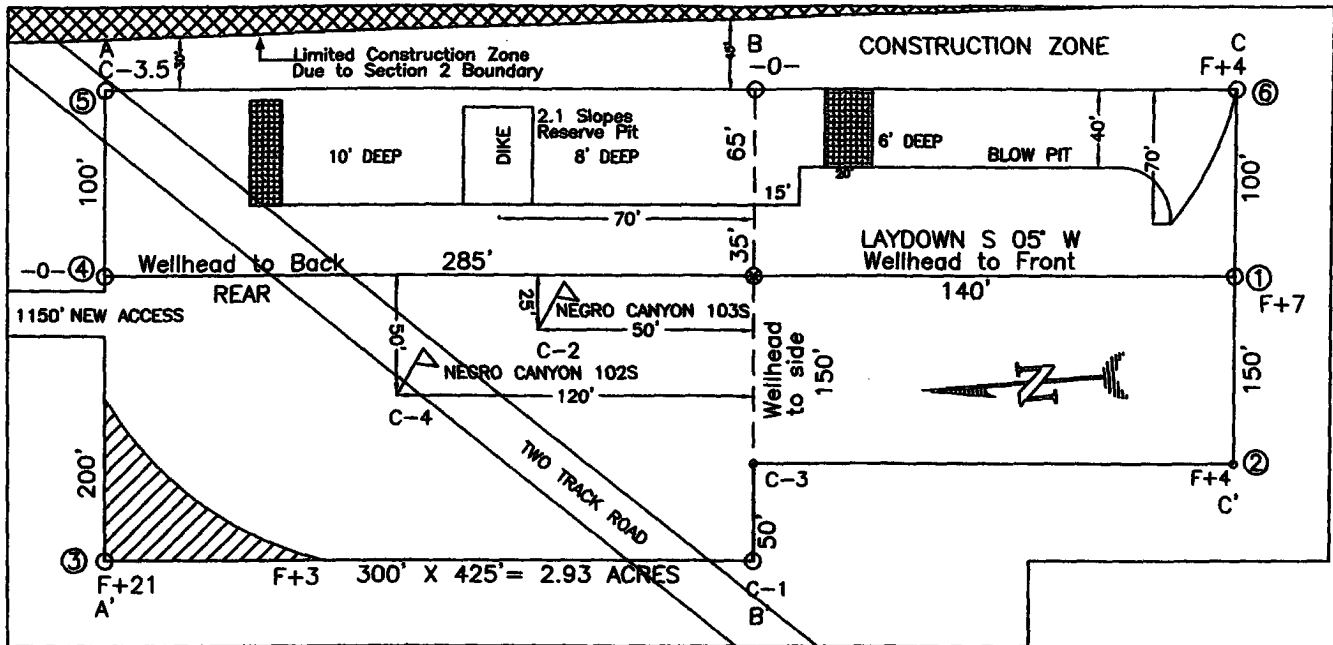 A
B
C
CONSTRUCTION ZONE
Limited Construction Zone
Due to Section 2 Boundary
C-3.5
-0-
F+4
5
6
2.1 Slopes
Reserve Pit
10' DEEP
DIKE
8' DEEP
65'
6' DEEP
BLOW PIT
40'
70'
100'
100'
15'
20'
70'
35'
LAYDOWN S 05° W
Wellhead to Front
-0-
4
Wellhead to Back
285'
140'
1
REAR
F+7
1150' NEW ACCESS
25'
NEGRO CANYON 103S
50'
50'
C-2
NEGRO CANYON 102S
120'
C-4
Wellhead
to side
150'
N
150'
200'
TWO TRACK ROAD
C-3
F+4
2
C'
50'
3
F+21
A'
F+3
300' X 425'= 2.93 ACRES
C-1
B'